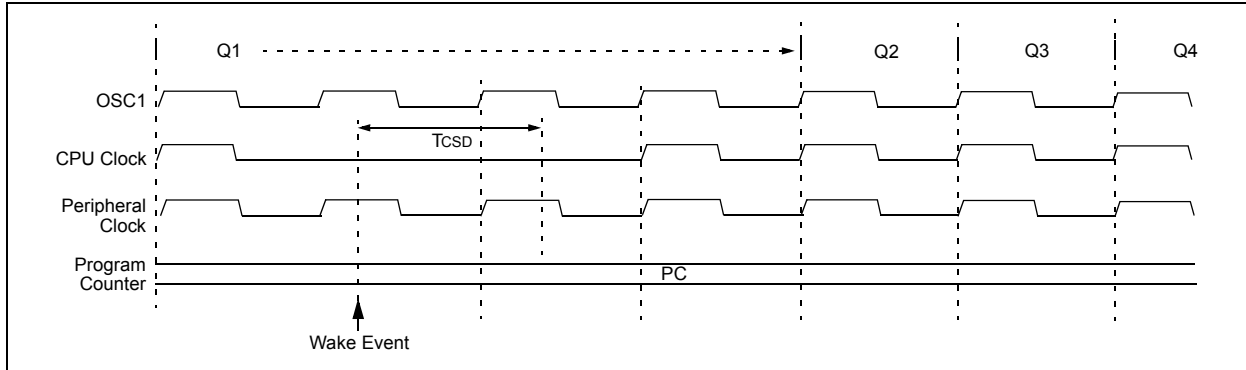 Q1 Q2 Q3 Q4
OSC1
TCSD
CPU Clock
Peripheral
Clock
Program
Counter
PC
Wake Event